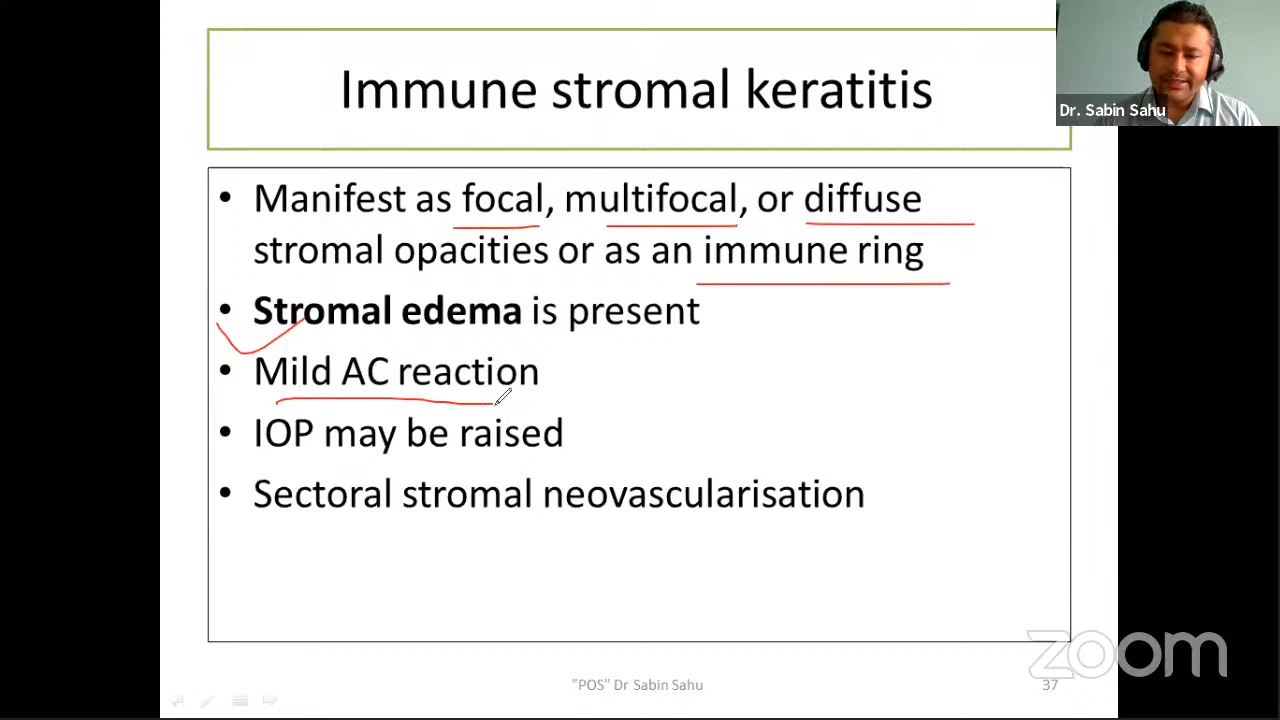 Immune stromal keratitis
Dr. Sabin Sahu
• Manifest as focal, multifocal, or diffuse
stromal opacities or as an immune ring
• Stromal edema is present
• Mild AC reaction
• IOP may be raised
• Sectoral stromal neovascularisation
zoom
"POS" Dr Sabin Sahu
37